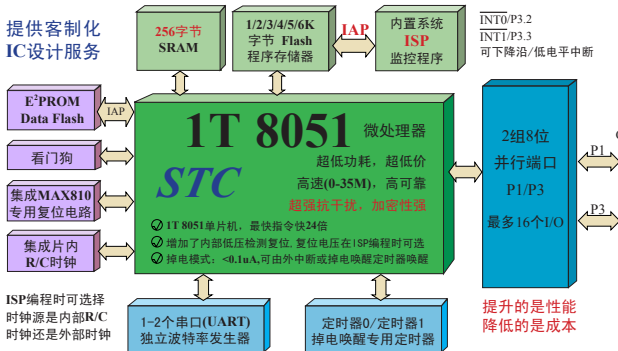 提供客制化
IC设计服务
256字节
SRAM
1/2/3/4/5/6K
字节 Flash
程序存储器
IAP
内置系统
ISP
监控程序
INT0/P3.2
INT1/P3.3
可下降沿/低电平中断
E²PROM
Data Flash
IAP
看门狗
集成MAX810
专用复位电路
集成片内
R/C时钟
1T 8051 微处理器
STC
超低功耗，超低价
高速(0-35M)，高可靠
超强抗干扰，加密性强
1T 8051单片机，最快指令快24倍
增加了内部低压检测复位,复位电压在ISP编程时可选
掉电模式：<0.1uA,可由外中断或掉电唤醒定时器唤醒
2组8位
并行端口
P1/P3
最多16个I/O
P1
P3
ISP编程时可选择
时钟源是内部R/C
时钟还是外部时钟
1-2个串口(UART)
独立波特率发生器
定时器0/定时器1
掉电唤醒专用定时器
提升的是性能
降低的是成本